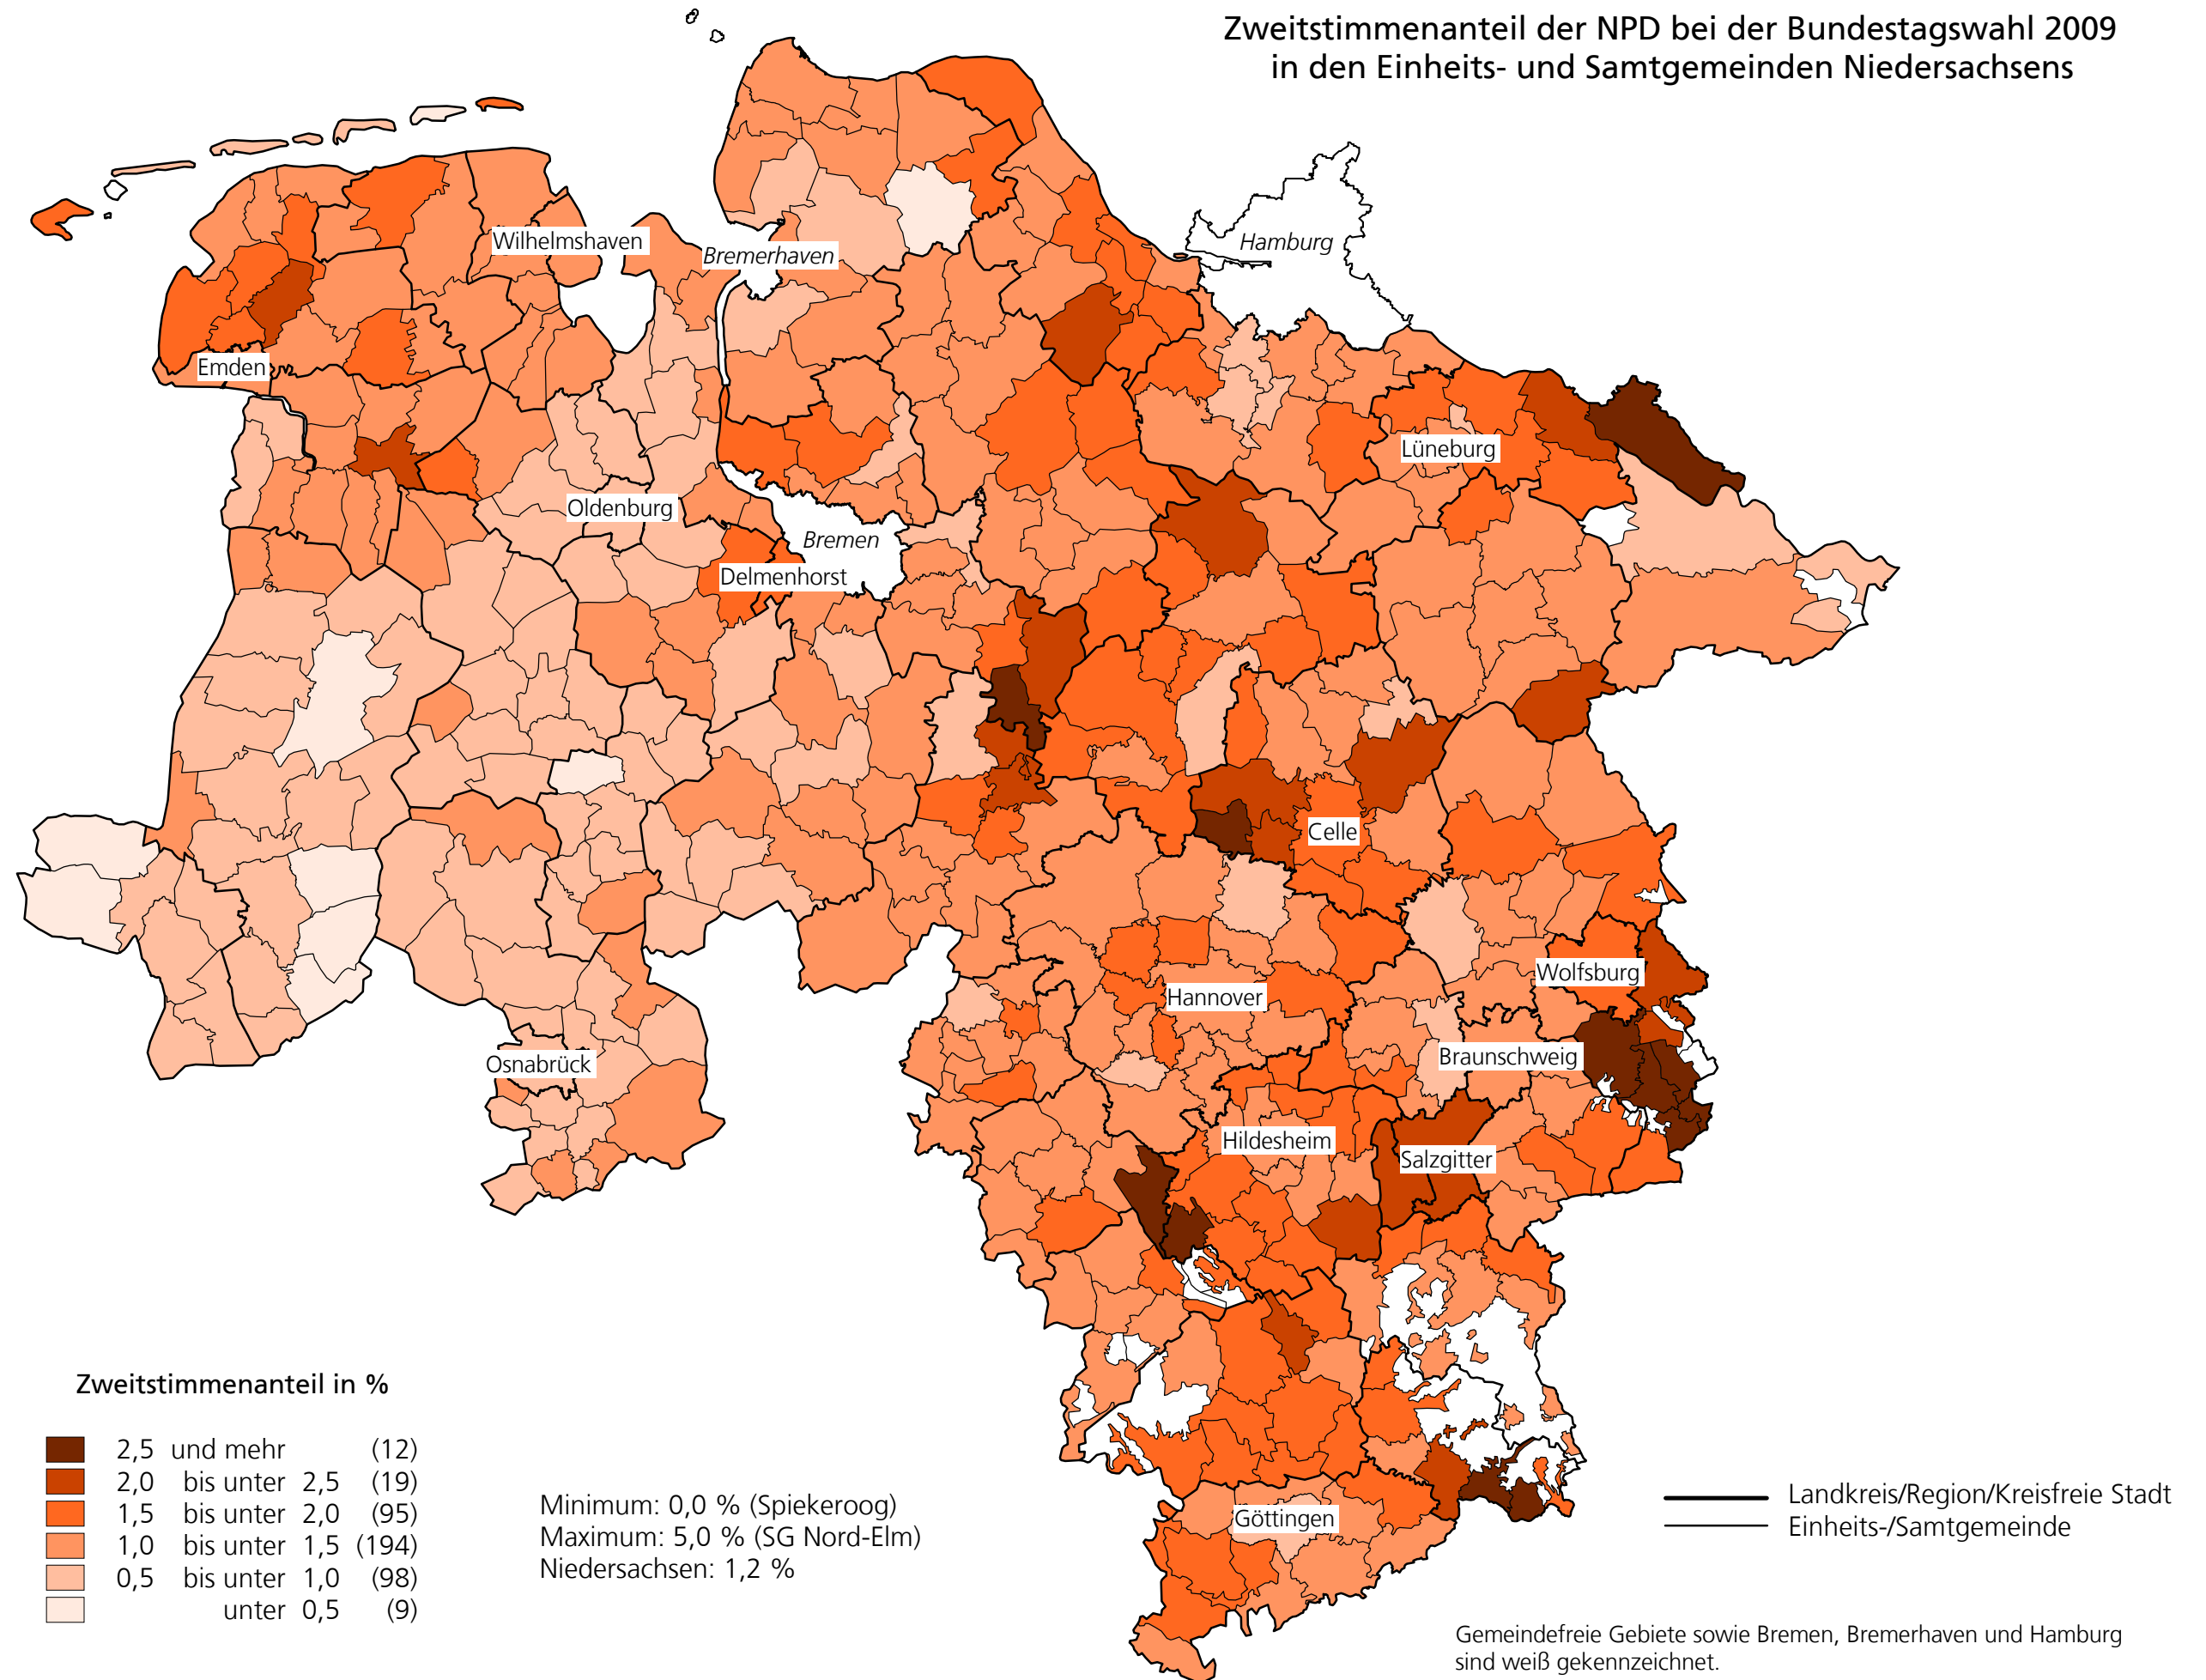 Zweitstimmenanteil der NPD bei der Bundestagswahl 2009
in den Einheits- und Samtgemeinden Niedersachsens
Wilhelmshaven
Bremerhaven
Hamburg
Emden
Lüneburg
Oldenburg
Bremen
Delmenhorst
Celle
Wolfsburg
Hannover
Osnabrück
Braunschweig
Hildesheim
Salzgitter
Göttingen
Zweitstimmenanteil in %
2,5 und mehr (12)
2,0 bis unter 2,5 (19)
1,5 bis unter 2,0 (95)
1,0 bis unter 1,5 (194)
0,5 bis unter 1,0 (98)
unter 0,5 (9)
Minimum: 0,0 % (Spiekeroog)
Maximum: 5,0 % (SG Nord-Elm)
Niedersachsen: 1,2 %
Landkreis/Region/Kreisfreie Stadt
Einheits-/Samtgemeinde
Gemeindefreie Gebiete sowie Bremen, Bremerhaven und Hamburg
sind weiß gekennzeichnet.